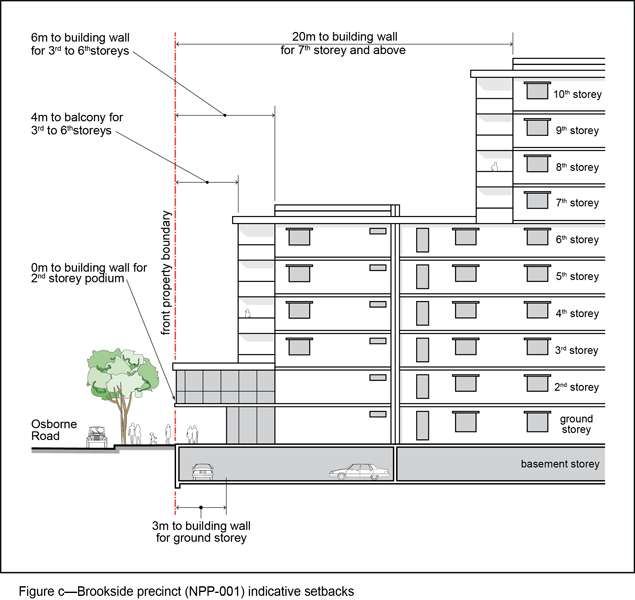 6m to building wall
for 3rd to 6thstoreys
20m to building wall
for 7th storey and above
4m to balcony for
3rd to 6thstoreys
10th storey
9th storey
8th storey
7th storey
6th storey
5th storey
4th storey
3rd storey
2nd storey
ground
storey
basement storey
front property boundary
0m to building wall for
2nd storey podium
Osborne
Road
3m to building wall
for ground storey
Figure c—Brookside precinct (NPP-001) indicative setbacks